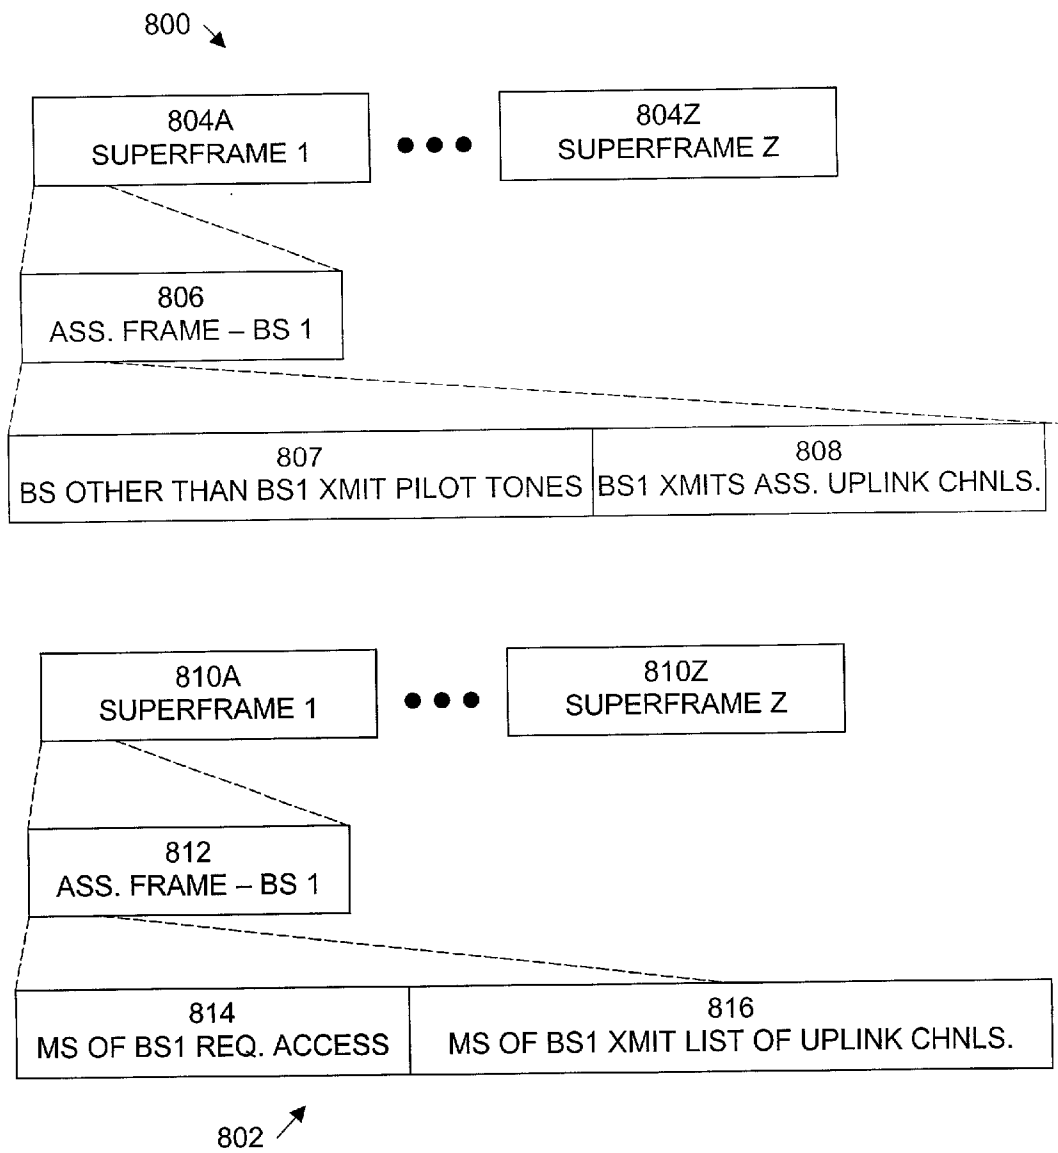 800
804A
SUPERFRAME 1
804Z
SUPERFRAME Z
806
ASS. FRAME – BS 1
807
BS OTHER THAN BS1 XMIT PILOT TONES
808
BS1 XMITS ASS. UPLINK CHNLS.
810A
SUPERFRAME 1
810Z
SUPERFRAME Z
812
ASS. FRAME – BS 1
814
MS OF BS1 REQ. ACCESS
816
MS OF BS1 XMIT LIST OF UPLINK CHNLS.
802